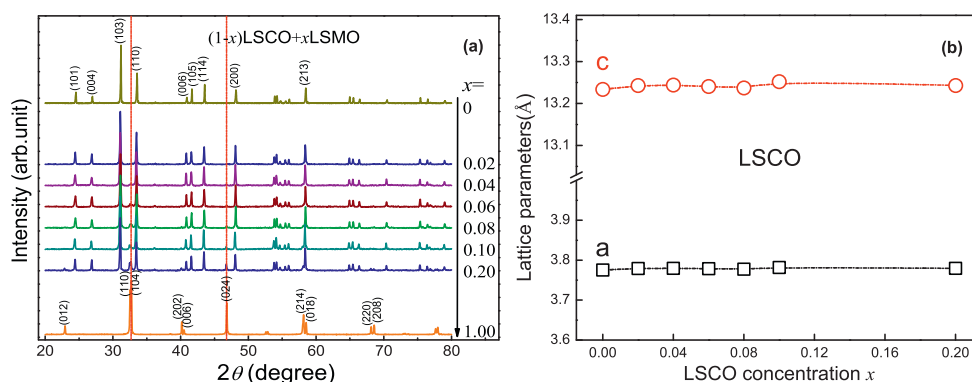 (1-x)LSCO+xLSMO
(a)
(101)
(004)
(103)
(110)
(006)
(105)
(114)
(200)
(213)
x=
0
0.02
0.04
0.06
0.08
0.10
0.20
1.00
(012)
(110)
(104)
(202)
(006)
(024)
(214)
(018)
(220)
(208)
Intensity (arb.unit)
20 30 40 50 60 70 80
2θ (degree)
(b)
13.4
13.3
13.2
13.1
3.9
3.8
3.7
3.6
Lattice parameters(Å)
c
LSCO
a
0.00 0.04 0.08 0.12 0.16 0.20
LSCO concentration x